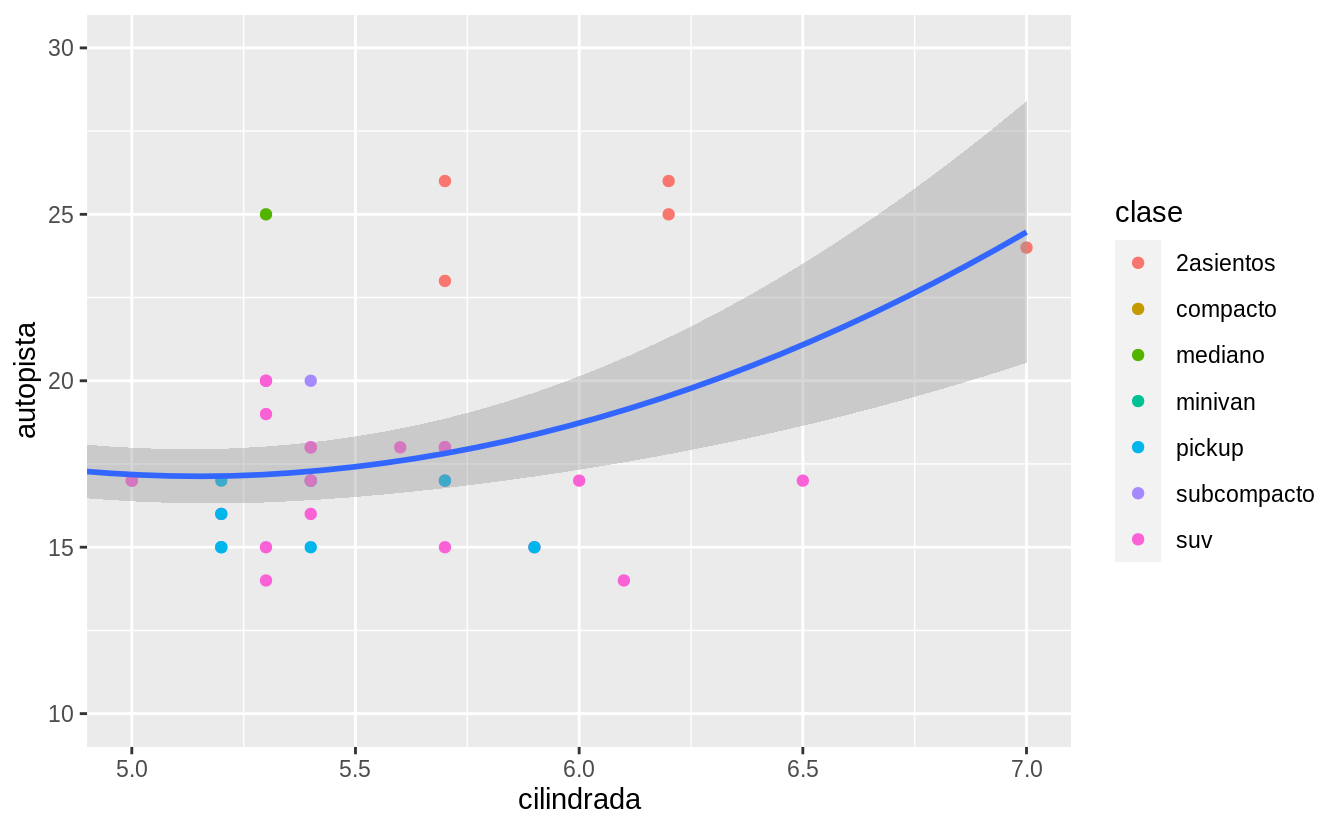 30
25
20
15
10
autopista
5.0 5.5 6.0 6.5 7.0
cilindrada
clase
2asientos
compacto
mediano
minivan
pickup
subcompacto
suv